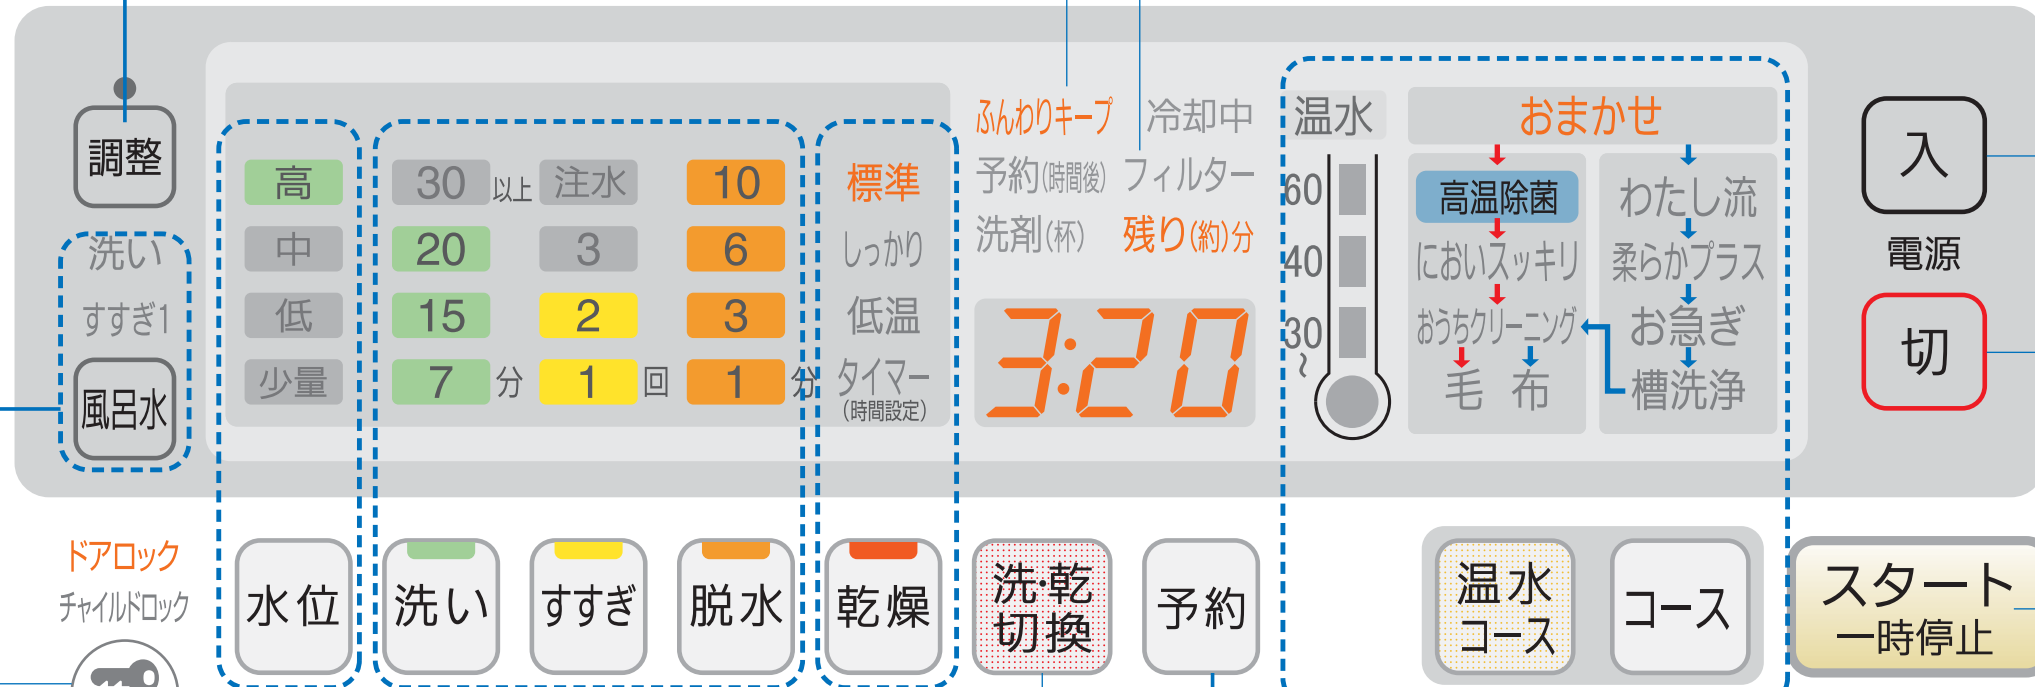 調整
洗い
すすぎ1
風呂水
ドアロック
チャイルドロック
高
中
低
少量
30以上
20
15
7分
注水
3
2
1回
10
6
3
1分
標準
しっかり
低温
タイマー
(時間設定)
ふんわりキープ 冷却中
予約(時間後) フィルター
洗剤(杯) 残り(約)分
3:20
温水
60
40
30
~
おまかせ
高温除菌
においスッキリ
おうちクリーニング
毛 布
わたし流
柔らかプラス
お急ぎ
槽洗浄
入
電源
切
水位
洗い
すすぎ
脱水
乾燥
洗・乾
切換
予約
温水
コース
コース
スタート
一時停止